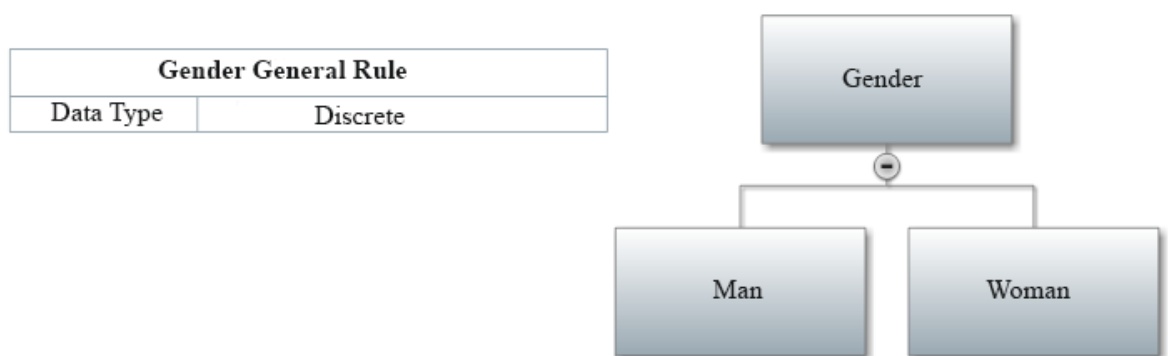 Gender General Rule
Data Type Discrete
Gender
Man Woman